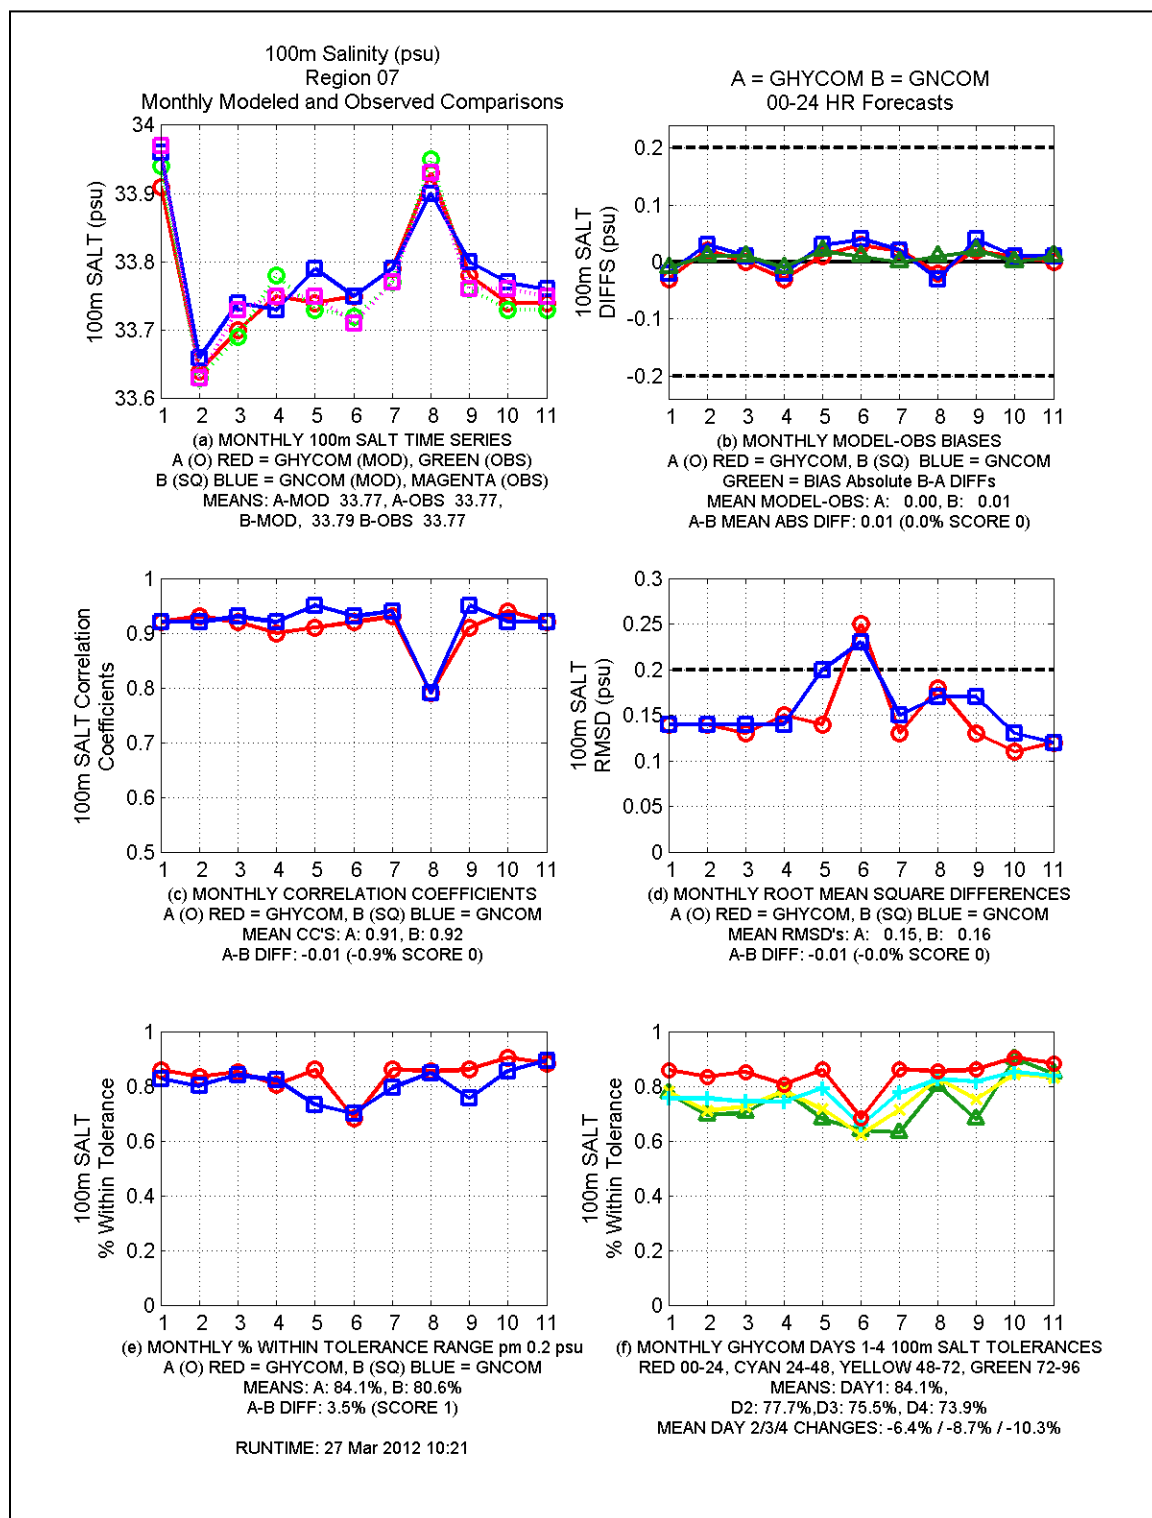 100m Salinity (psu)
Region 07
Monthly Modeled and Observed Comparisons
A = GHYCOM B = GNCOM
00-24 HR Forecasts
34
33.9
33.8
33.7
33.6
100m SALT (psu)
1 2 3 4 5 6 7 8 9 10 11
(a) MONTHLY 100m SALT TIME SERIES
A (O) RED = GHYCOM (MOD), GREEN (OBS)
B (SQ) BLUE = GNCOM (MOD), MAGENTA (OBS)
MEANS: A-MOD 33.77, A-OBS 33.77,
B-MOD, 33.79 B-OBS 33.77
0.2
0.1
0
-0.1
-0.2
100m SALT
DIFFS (psu)
1 2 3 4 5 6 7 8 9 10 11
(b) MONTHLY MODEL-OBS BIASES
A (O) RED = GHYCOM, B (SQ) BLUE = GNCOM
GREEN = BIAS Absolute B-A DIFFs
MEAN MODEL-OBS: A: 0.00, B: 0.01
A-B MEAN ABS DIFF: 0.01 (0.0% SCORE 0)
1
0.9
0.8
0.7
0.6
0.5
100m SALT Correlation
Coefficients
1 2 3 4 5 6 7 8 9 10 11
(c) MONTHLY CORRELATION COEFFICIENTS
A (O) RED = GHYCOM, B (SQ) BLUE = GNCOM
MEAN CC'S: A: 0.91, B: 0.92
A-B DIFF: -0.01 (-0.9% SCORE 0)
0.3
0.25
0.2
0.15
0.1
0.05
0
100m SALT
RMSD (psu)
1 2 3 4 5 6 7 8 9 10 11
(d) MONTHLY ROOT MEAN SQUARE DIFFERENCES
A (O) RED = GHYCOM, B (SQ) BLUE = GNCOM
MEAN RMSD's: A: 0.15, B: 0.16
A-B DIFF: -0.01 (-0.0% SCORE 0)
1
0.8
0.6
0.4
0.2
0
100m SALT
% Within Tolerance
1 2 3 4 5 6 7 8 9 10 11
(e) MONTHLY % WITHIN TOLERANCE RANGE pm 0.2 psu
A (O) RED = GHYCOM, B (SQ) BLUE = GNCOM
MEANS: A: 84.1%, B: 80.6%
A-B DIFF: 3.5% (SCORE 1)
RUNTIME: 27 Mar 2012 10:21
1
0.8
0.6
0.4
0.2
0
100m SALT
% Within Tolerance
1 2 3 4 5 6 7 8 9 10 11
(f) MONTHLY GHYCOM DAYS 1-4 100m SALT TOLERANCES
RED 00-24, CYAN 24-48, YELLOW 48-72, GREEN 72-96
MEANS: DAY1: 84.1%,
D2: 77.7%,D3: 75.5%, D4: 73.9%
MEAN DAY 2/3/4 CHANGES: -6.4% / -8.7% / -10.3%